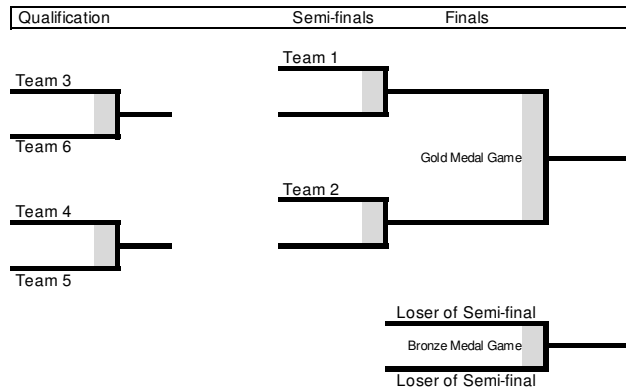 Qualification Semi-finals Finals
Team 1
Team 3
Team 6
Gold Medal Game
Team 2
Team 4
Team 5
Loser of Semi-final
Bronze Medal Game
Loser of Semi-final